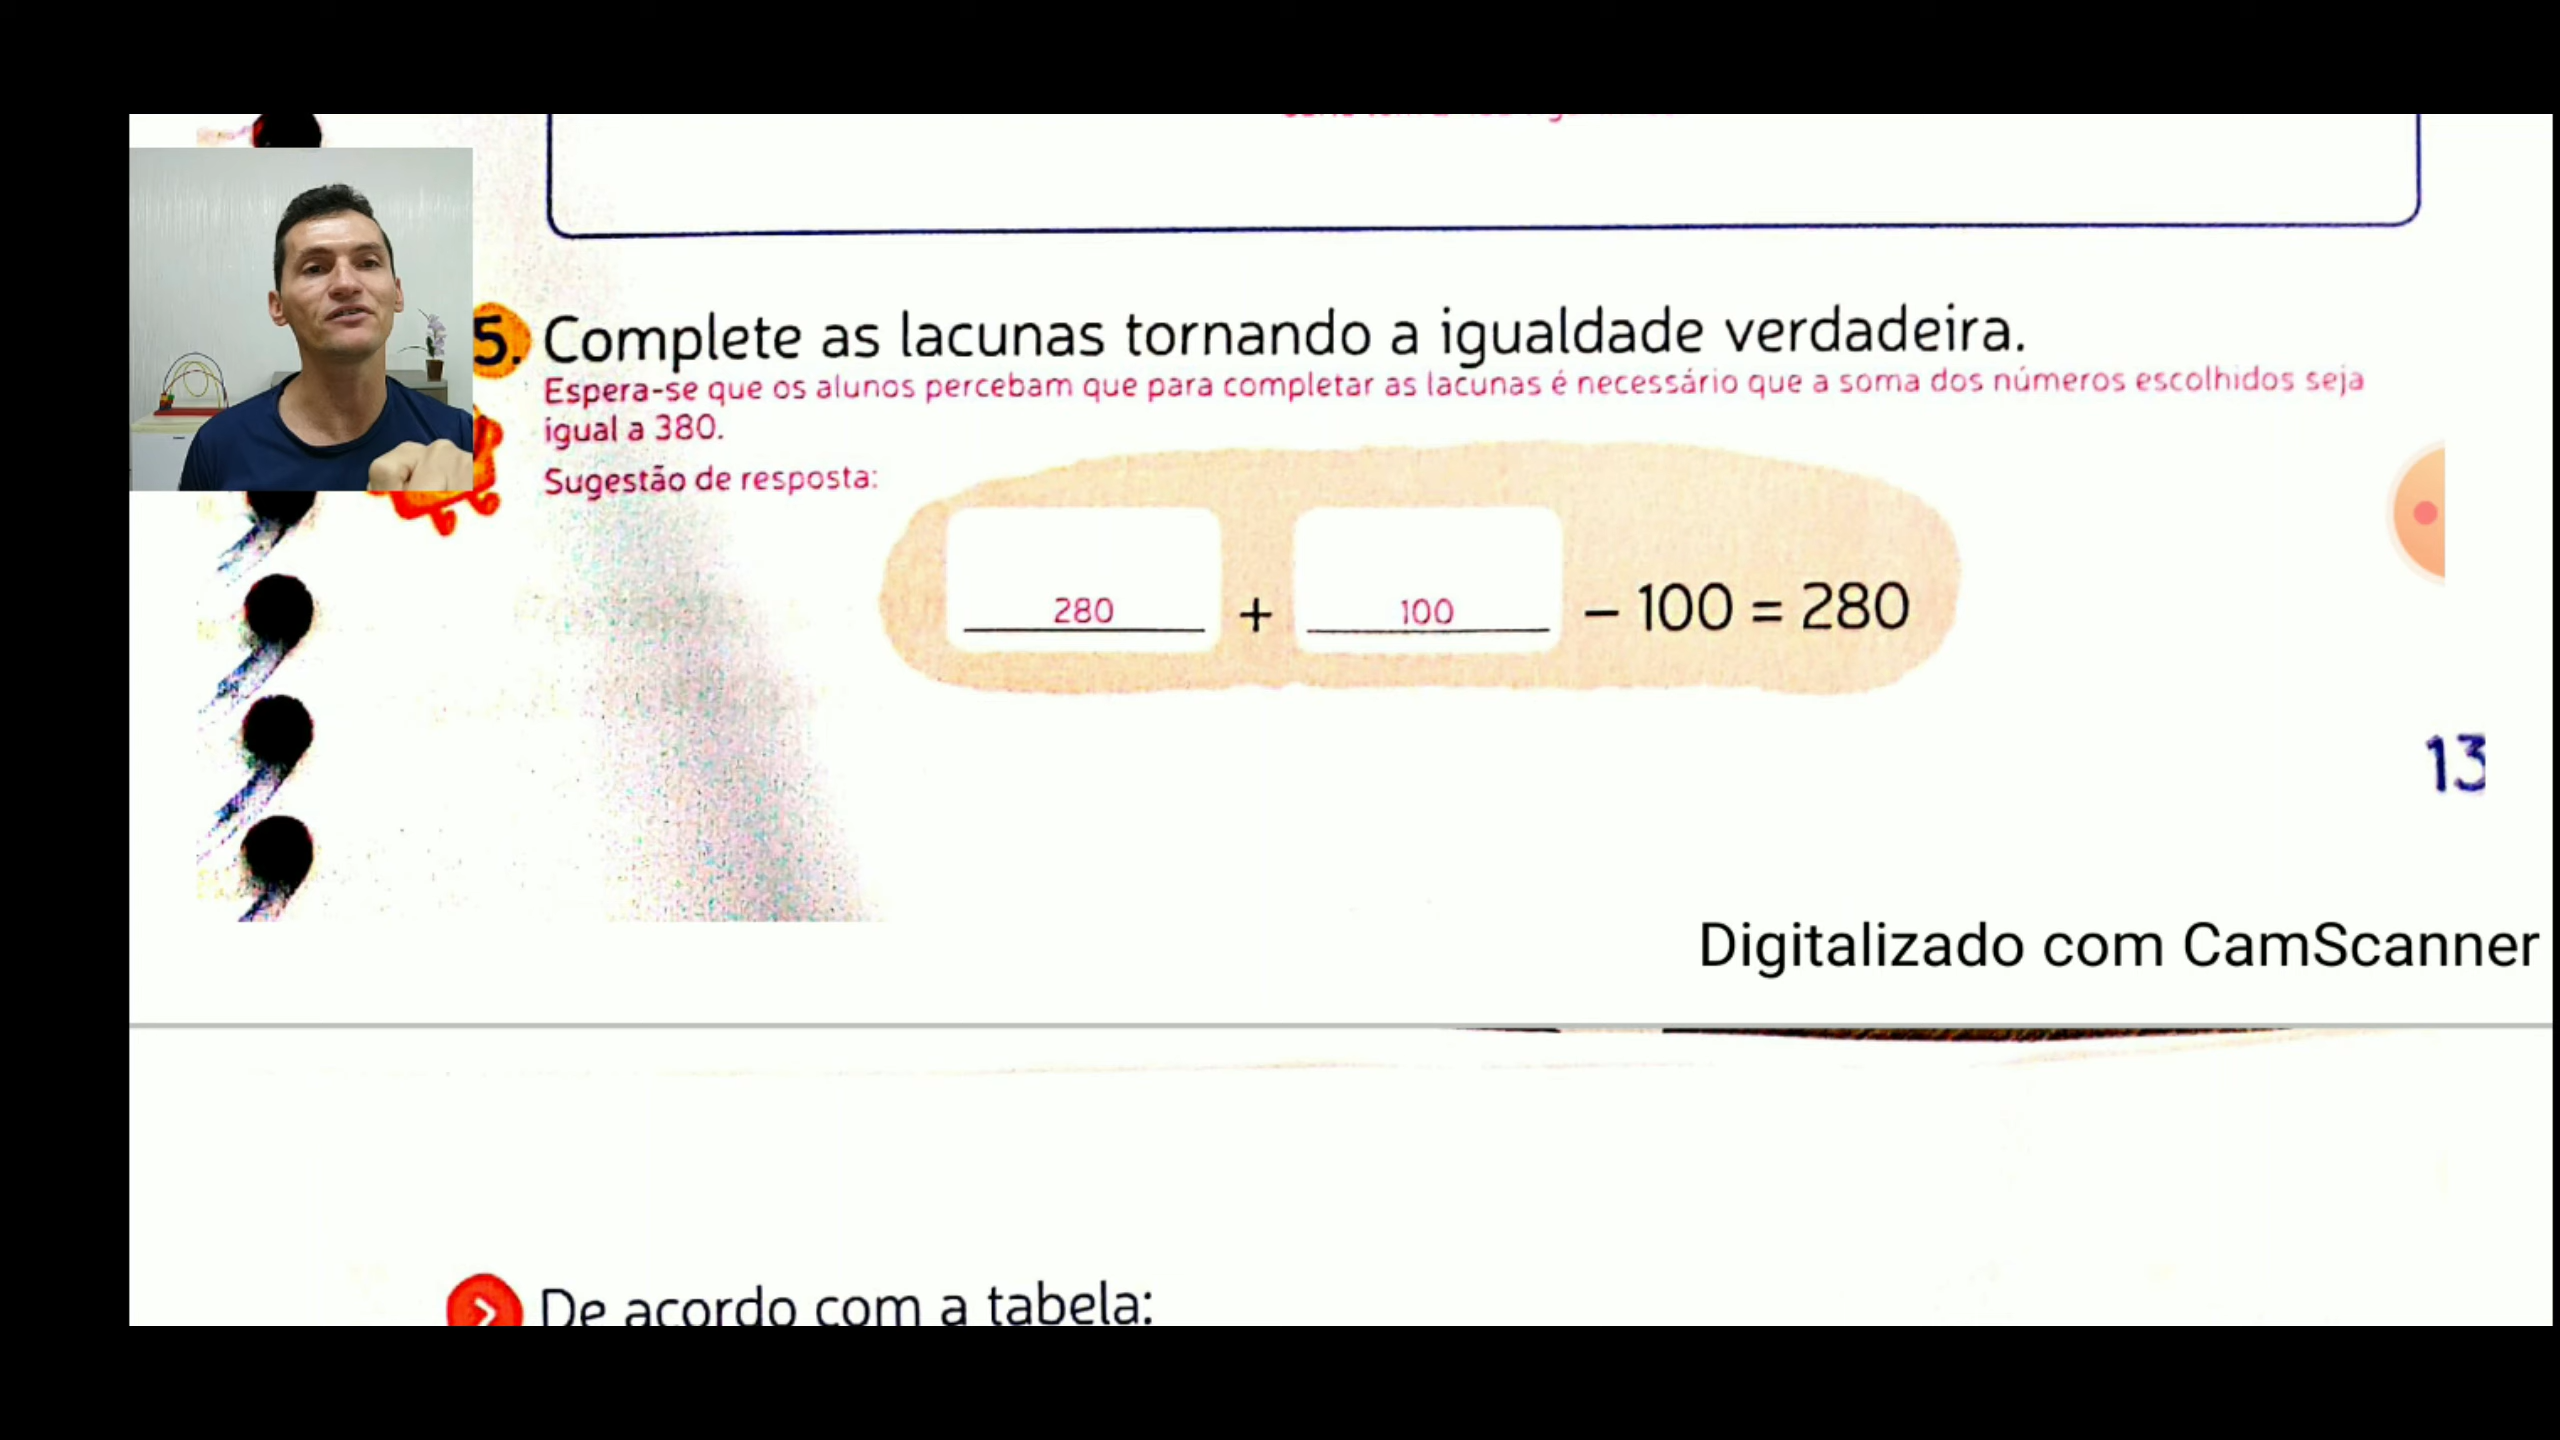 5. Complete as lacunas tornando a igualdade verdadeira.
Espera-se que os alunos percebam que para completar as lacunas é necessário que a soma dos números escolhidos seja
igual a 380.
Sugestão de resposta:
280 + 100 – 100 = 280
13
Digitalizado com CamScanner
De acordo com a tabela: